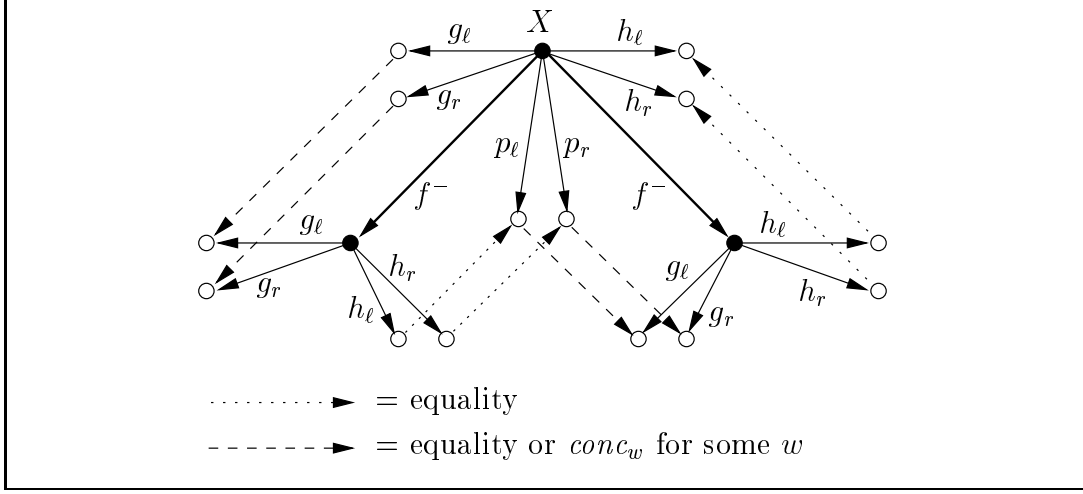 X
g_ℓ h_ℓ
g_r h_r
p_ℓ p_r
f⁻ f⁻
g_ℓ h_ℓ
h_r g_ℓ
g_r h_r
h_ℓ g_r
= equality
= equality or conc_w for some w